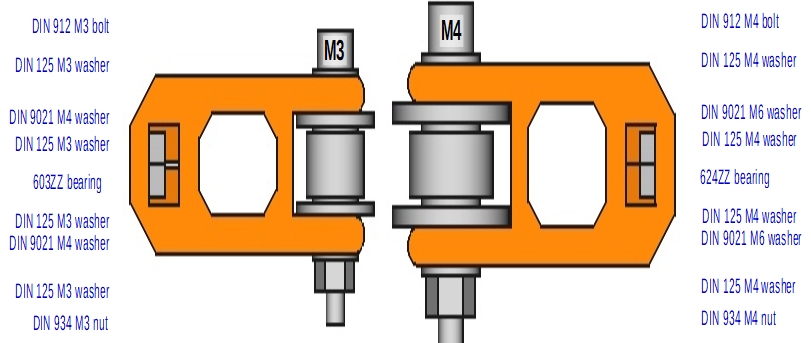 DIN 912 M3 bolt
DIN 125 M3 washer
DIN 9021 M4 washer
DIN 125 M3 washer
603ZZ bearing
DIN 125 M3 washer
DIN 9021 M4 washer
DIN 125 M3 washer
DIN 934 M3 nut
M3
M4
DIN 912 M4 bolt
DIN 125 M4 washer
DIN 9021 M6 washer
DIN 125 M4 washer
624ZZ bearing
DIN 125 M4 washer
DIN 9021 M6 washer
DIN 125 M4 washer
DIN 934 M4 nut